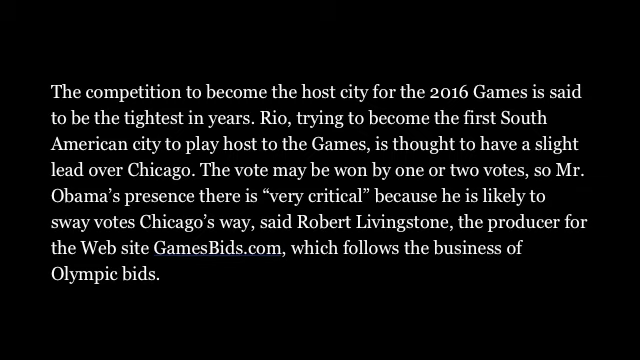 The competition to become the host city for the 2016 Games is said
to be the tightest in years. Rio, trying to become the first South
American city to play host to the Games, is thought to have a slight
lead over Chicago. The vote may be won by one or two votes, so Mr.
Obama’s presence there is “very critical” because he is likely to
sway votes Chicago’s way, said Robert Livingstone, the producer for
the Web site GamesBids.com, which follows the business of
Olympic bids.